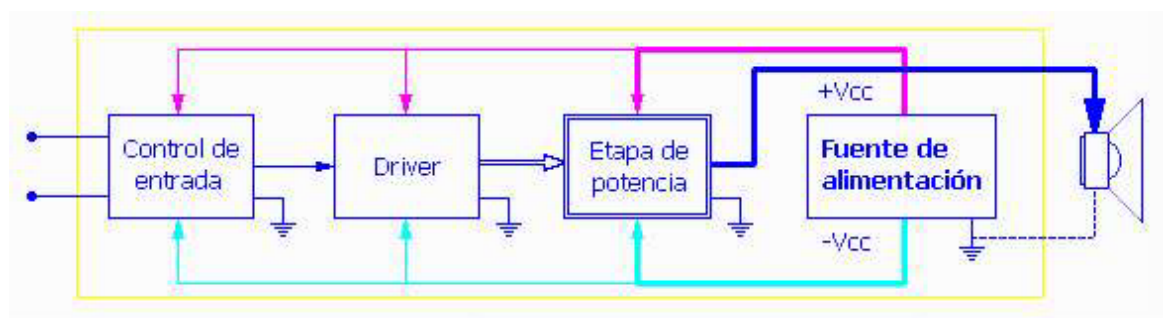 +Vcc
Control de
entrada
Driver
Etapa de
potencia
Fuente de
alimentación
-Vcc